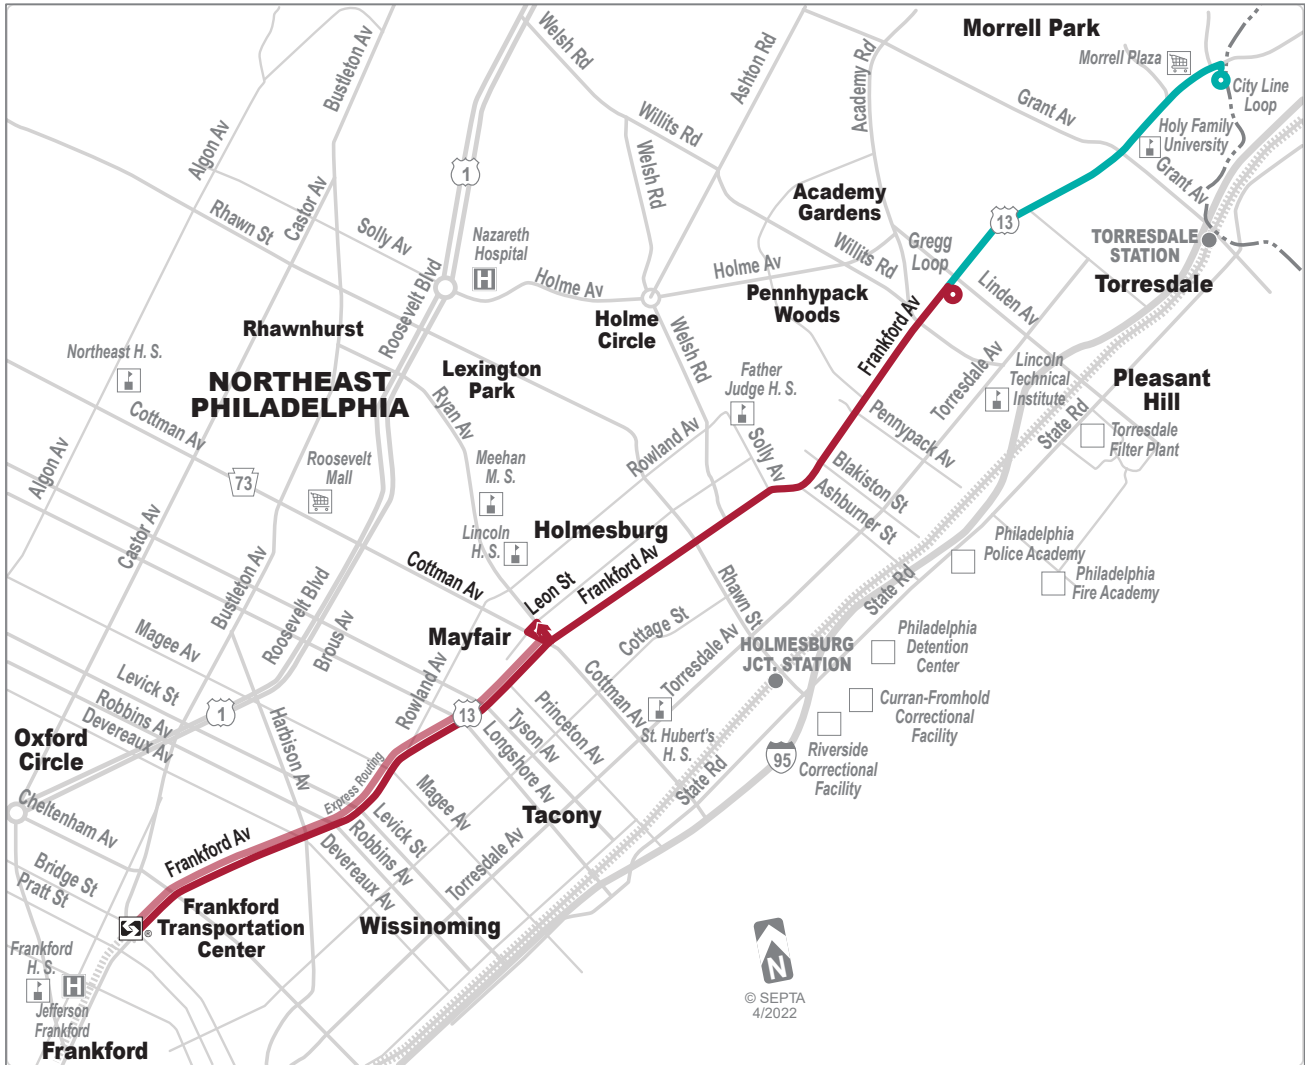 Morrell Park
Morrell Plaza
City Line
Loop
Welsh Rd
Ashton Rd
Academy Rd
Bustleton Av
Grant Av
Willits Rd
Holy Family
University
Algon Av
1
Welsh Rd
Grant Av
Castor Av
Academy
Gardens
13
Rhawn St
Solly Av
Nazareth
Hospital
H
Gregg
Loop
Willits Rd
TORRESDALE
STATION
Torresdale
Holme Av
Holme Av
Linden Av
Roosevelt Blvd
Pennhypack
Woods
Frankford Av
Holme
Circle
Rhawnhurst
Welsh Rd
Northeast H. S.
Lexington
Park
Father
Judge H. S.
Torresdale Av
Lincoln
Technical
Institute
Pleasant
Hill
NORTHEAST
PHILADELPHIA
Ryan Av
Cottman Av
State Rd
Pennypack Av
Torresdale
Filter Plant
Rowland Av
Solly Av
Algon Av
73
Roosevelt
Mall
Meehan
M. S.
Blakiston St
Ashburner St
Castor Av
Lincoln
H. S.
Holmesburg
Philadelphia
Police Academy
Bustleton Av
Cottman Av
Leon St
Frankford Av
Rhawn St
State Rd
Philadelphia
Fire Academy
Roosevelt Blvd
Brous Av
Magee Av
Mayfair
Cottage St
Torresdale Av
HOLMESBURG
JCT. STATION
Philadelphia
Detention
Center
Levick St
Robbins Av
Devereaux Av
Rowland Av
Cottman Av
Curran-Fromhold
Correctional
Facility
1
13
Princeton Av
Tyson Av
Longshore Av
St. Hubert's
H. S.
Harbison Av
Oxford
Circle
Riverside
Correctional
Facility
95
State Rd
Express Routing
Magee Av
Cheltenham Av
Tacony
Levick St
Robbins Av
Devereaux Av
Frankford Av
Torresdale Av
Bridge St
Pratt St
Frankford
Transportation
Center
S
®
Wissinoming
Frankford
H. S.
H
Jefferson
Frankford
Frankford
N
© SEPTA
4/2022